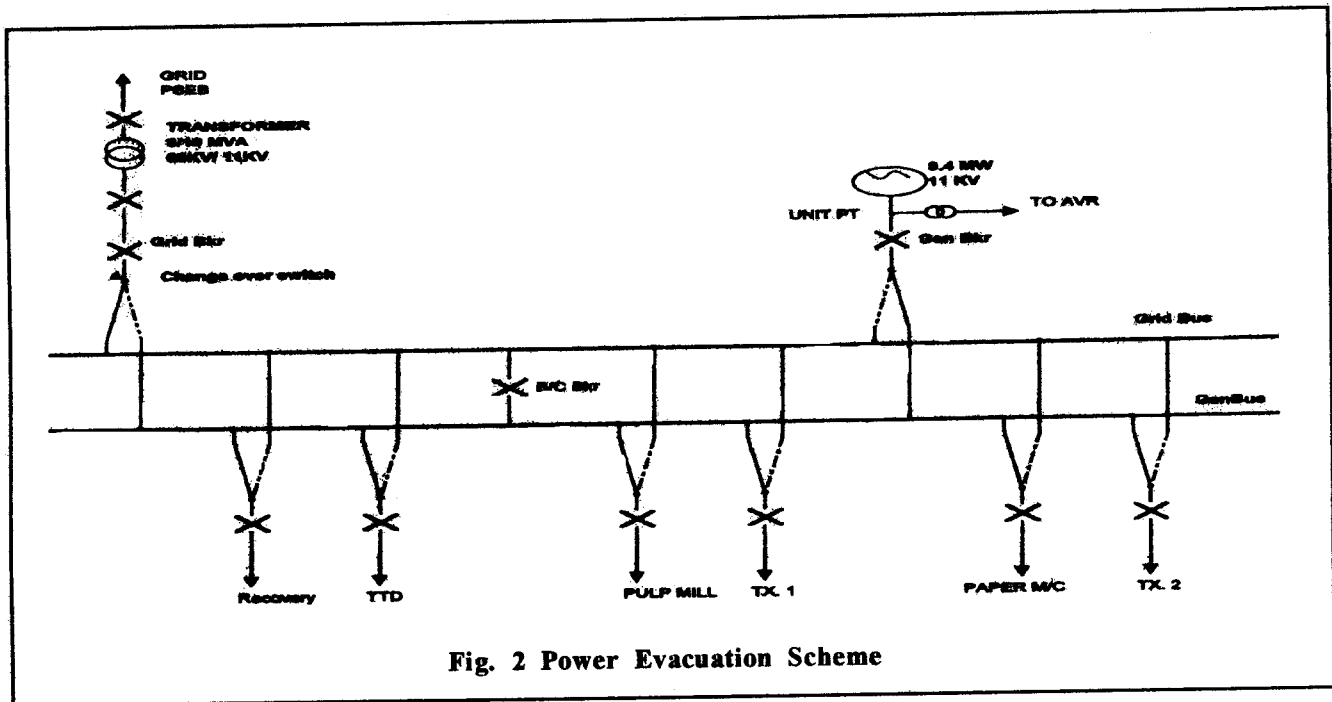 GRID
PSEB
TRANSFORMER
MVA
11KV
Grid Bkr
Change over switch
MW
11 KV
UNIT PT
TO AVR
Gen Bkr
Grid Bus
B/C Bkr
GenBus
Recovery
TTD
PULP MILL
TX. 1
PAPER M/C
TX. 2
Fig. 2 Power Evacuation Scheme